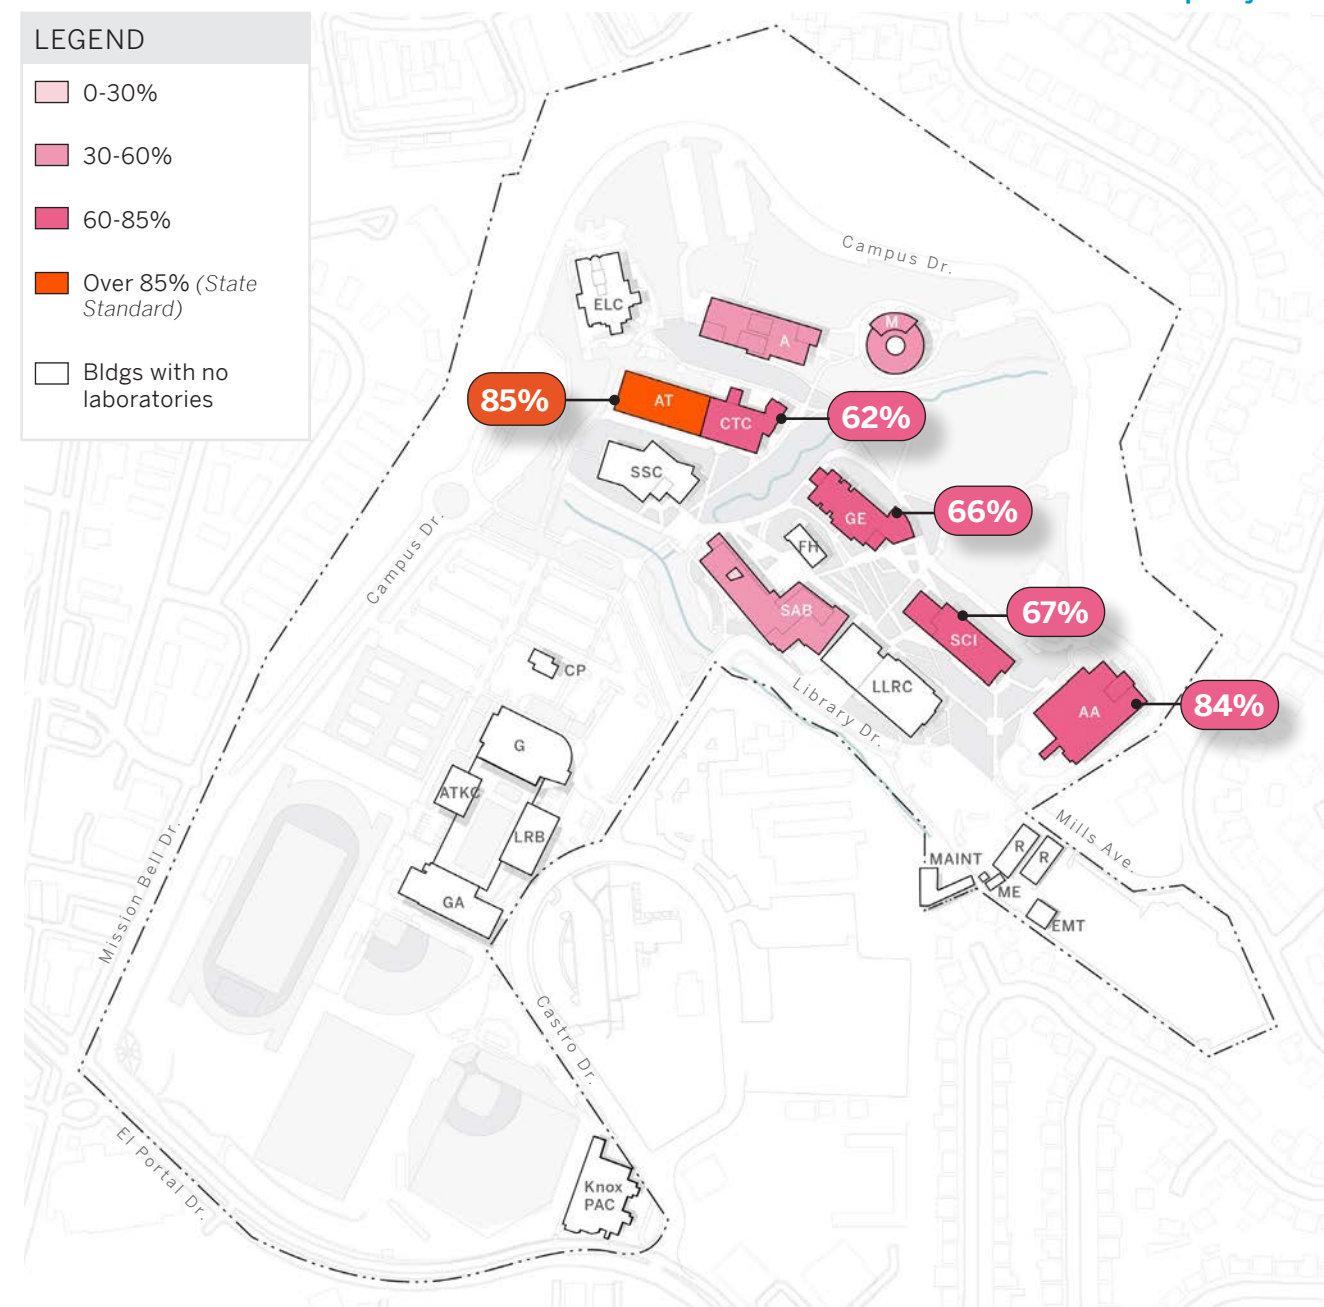 LEGEND
0-30%
30-60%
60-85%
Over 85% (State
Standard)
Bldgs with no
laboratories
Campus Dr.
ELC
A
M
85%
AT
CTC
62%
SSC
GE
66%
FH
Campus Dr.
SAB
SCI
67%
CP
LLRC
Library Dr.
AA
84%
G
ATKC
LRB
GA
Mission Bell Dr.
MAINT
R
R
ME
EMT
Mills Ave.
Castro Dr.
El Portal Dr.
Knox
PAC